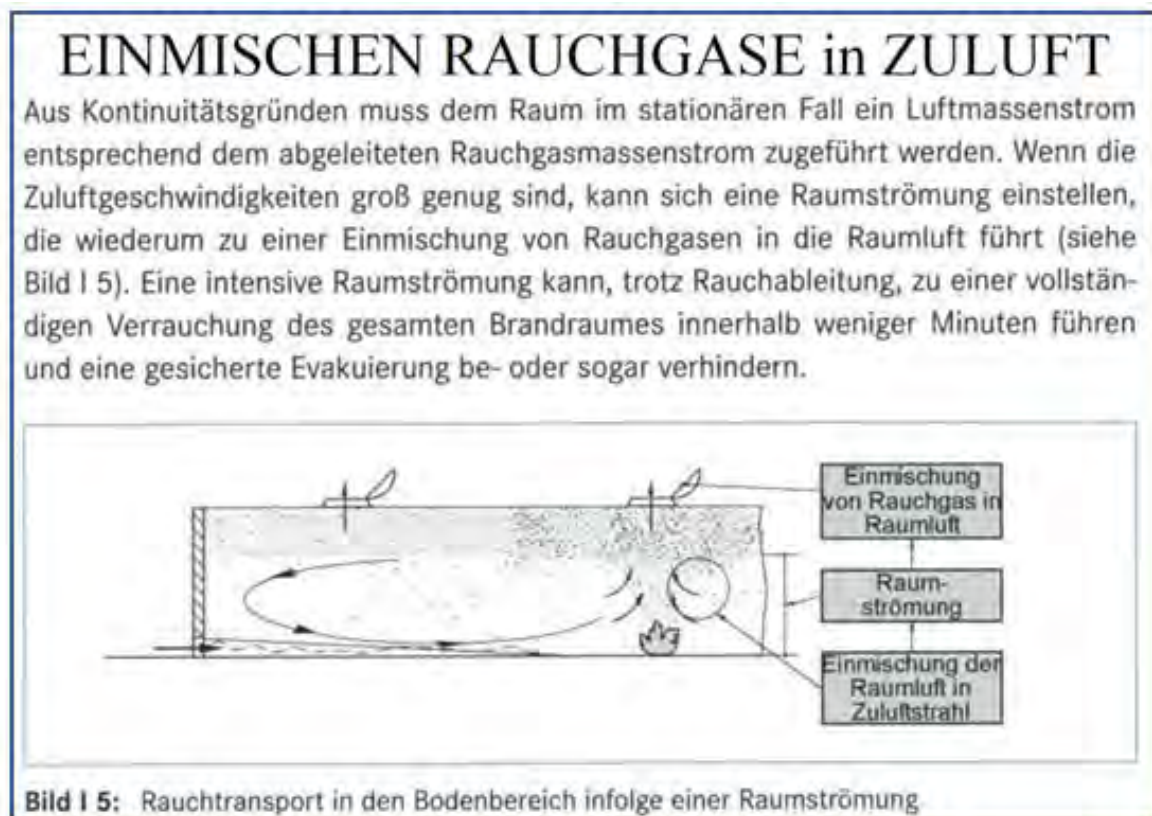 EINMISCHEN RAUCHGASE in ZULUFT
Aus Kontinuitätsgründen muss dem Raum im stationären Fall ein Luftmassenstrom
entsprechend dem abgeleiteten Rauchgasmassenstrom zugeführt werden. Wenn die
Zuluftgeschwindigkeiten groß genug sind, kann sich eine Raumströmung einstellen,
die wiederum zu einer Einmischung von Rauchgasen in die Raumluft führt (siehe
Bild I 5). Eine intensive Raumströmung kann, trotz Rauchableitung, zu einer vollstän-
digen Verrauchung des gesamten Brandraumes innerhalb weniger Minuten führen
und eine gesicherte Evakuierung be- oder sogar verhindern.
Einmischung
von Rauchgas in
Raumluft
Raum-
strömung
Einmischung der
Raumluft in
Zuluftstrahl
Bild I 5: Rauchtransport in den Bodenbereich infolge einer Raumströmung